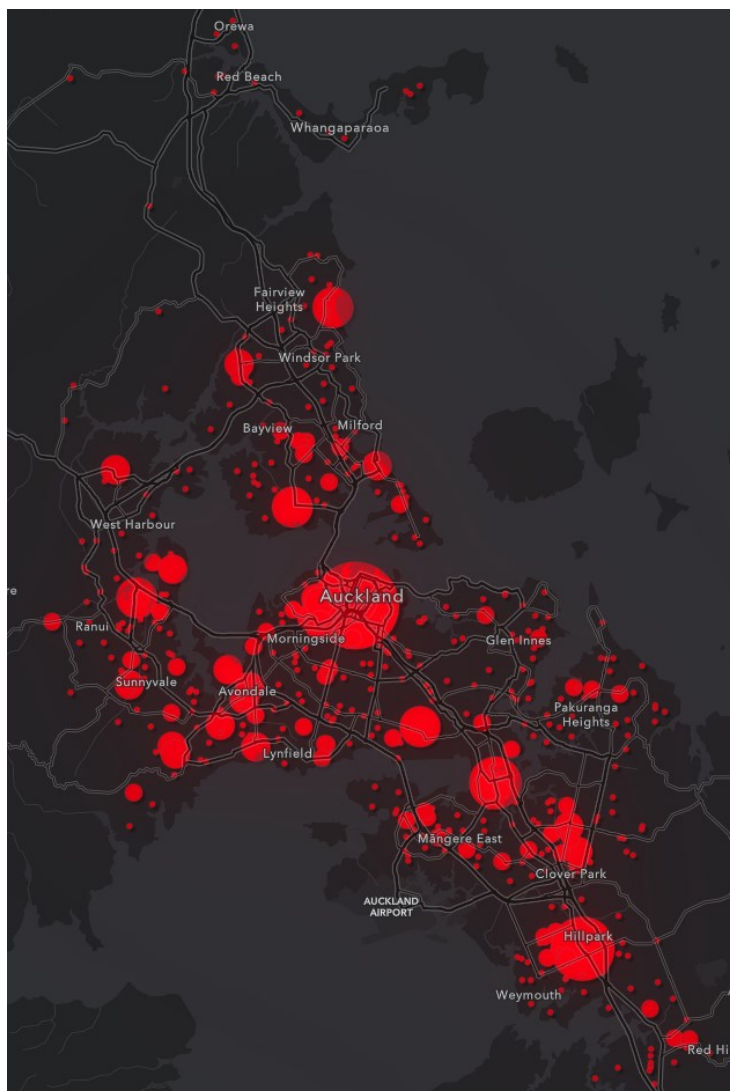 Orewa
Red Beach
Whangaparaoa
Fairview
Heights
Windsor Park
Bayview
Milford
West Harbour
Auckland
Ranui
Morningside
Glen Innes
Sunnyvale
Avondale
Pakuranga
Heights
Lynfield
Māngere East
Clover Park
AUCKLAND
AIRPORT
Hillpark
Weymouth
Red Hi